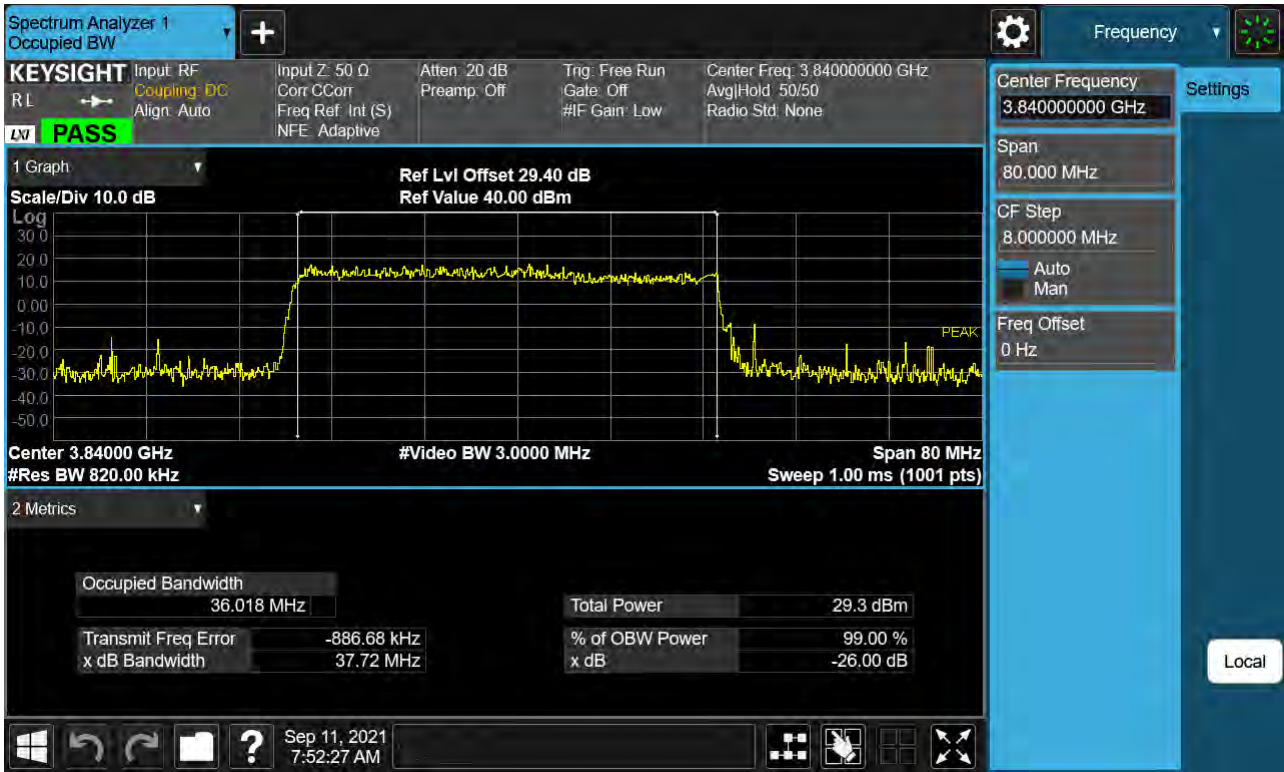 Spectrum Analyzer 1
Occupied BW
+
Frequency
KEYSIGHT
RL
LXI
PASS
Input: RF
Coupling: DC
Align: Auto
Input Z: 50 Ω
Corr CCorr
Freq Ref: Int (S)
NFE: Adaptive
Atten: 20 dB
Preamp: Off
Trig: Free Run
Gate: Off
#IF Gain: Low
Center Freq: 3.840000000 GHz
Avg|Hold: 50/50
Radio Std: None
1 Graph
Scale/Div 10.0 dB
Ref Lvl Offset 29.40 dB
Ref Value 40.00 dBm
Log
30.0
20.0
10.0
0.00
-10.0
-20.0
-30.0
-40.0
-50.0
PEAK
Center 3.84000 GHz
#Video BW 3.0000 MHz
Span 80 MHz
#Res BW 820.00 kHz
Sweep 1.00 ms (1001 pts)
2 Metrics
Occupied Bandwidth
36.018 MHz
Total Power 29.3 dBm
Transmit Freq Error -886.68 kHz
% of OBW Power 99.00 %
x dB Bandwidth 37.72 MHz
x dB -26.00 dB
Center Frequency
3.840000000 GHz
Settings
Span
80.000 MHz
CF Step
8.000000 MHz
Auto
Man
Freq Offset
0 Hz
Local
?
Sep 11, 2021
7:52:27 AM